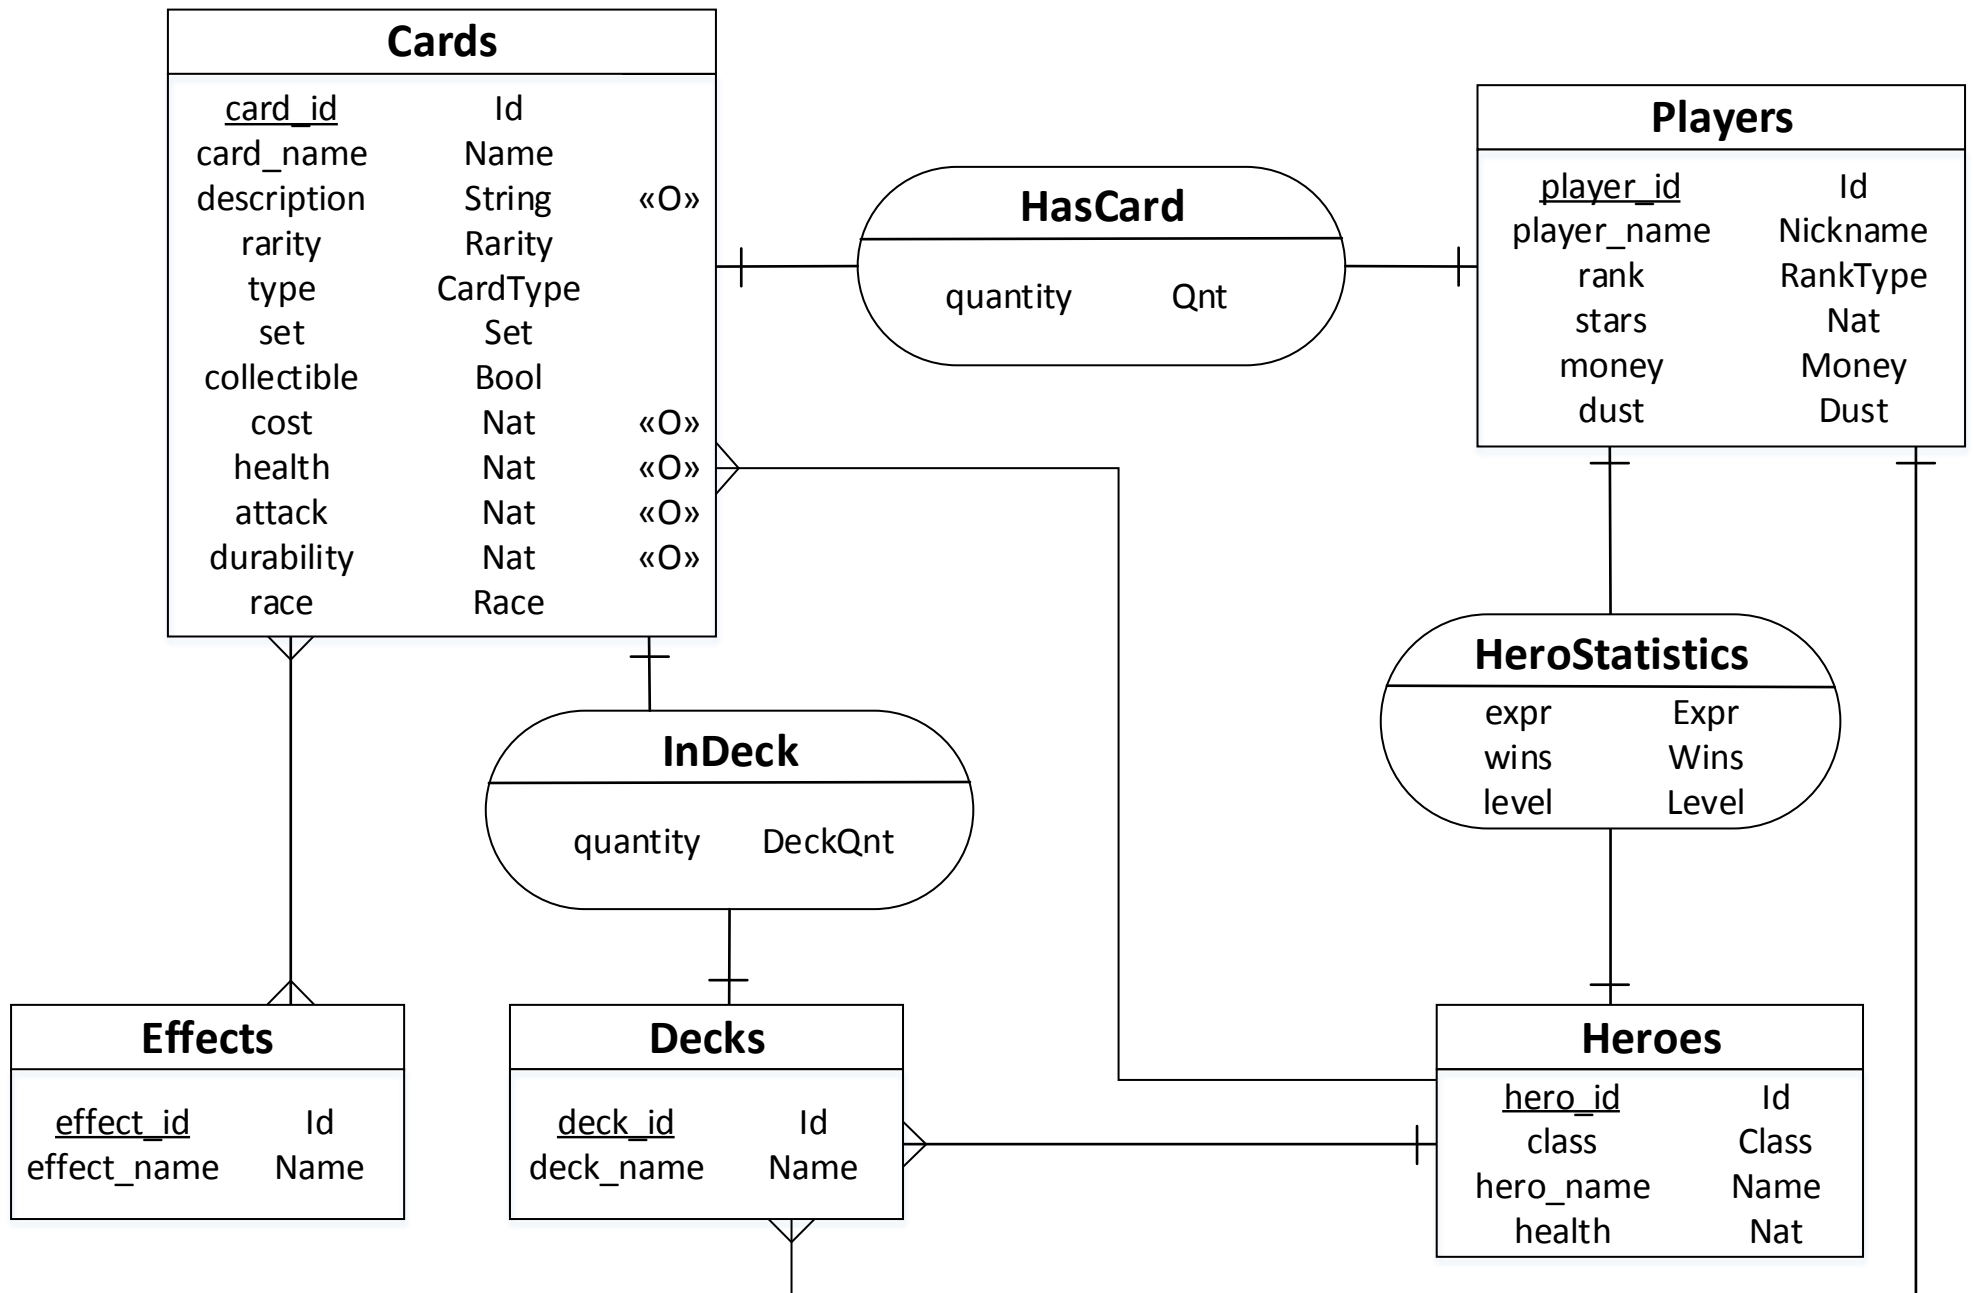 Cards
card_id Id
card_name Name
description String «O»
rarity Rarity
type CardType
set Set
collectible Bool
cost Nat «O»
health Nat «O»
attack Nat «O»
durability Nat «O»
race Race
HasCard
quantity Qnt
Players
player_id Id
player_name Nickname
rank RankType
stars Nat
money Money
dust Dust
HeroStatistics
expr Expr
wins Wins
level Level
InDeck
quantity DeckQnt
Effects
effect_id Id
effect_name Name
Decks
deck_id Id
deck_name Name
Heroes
hero_id Id
class Class
hero_name Name
health Nat